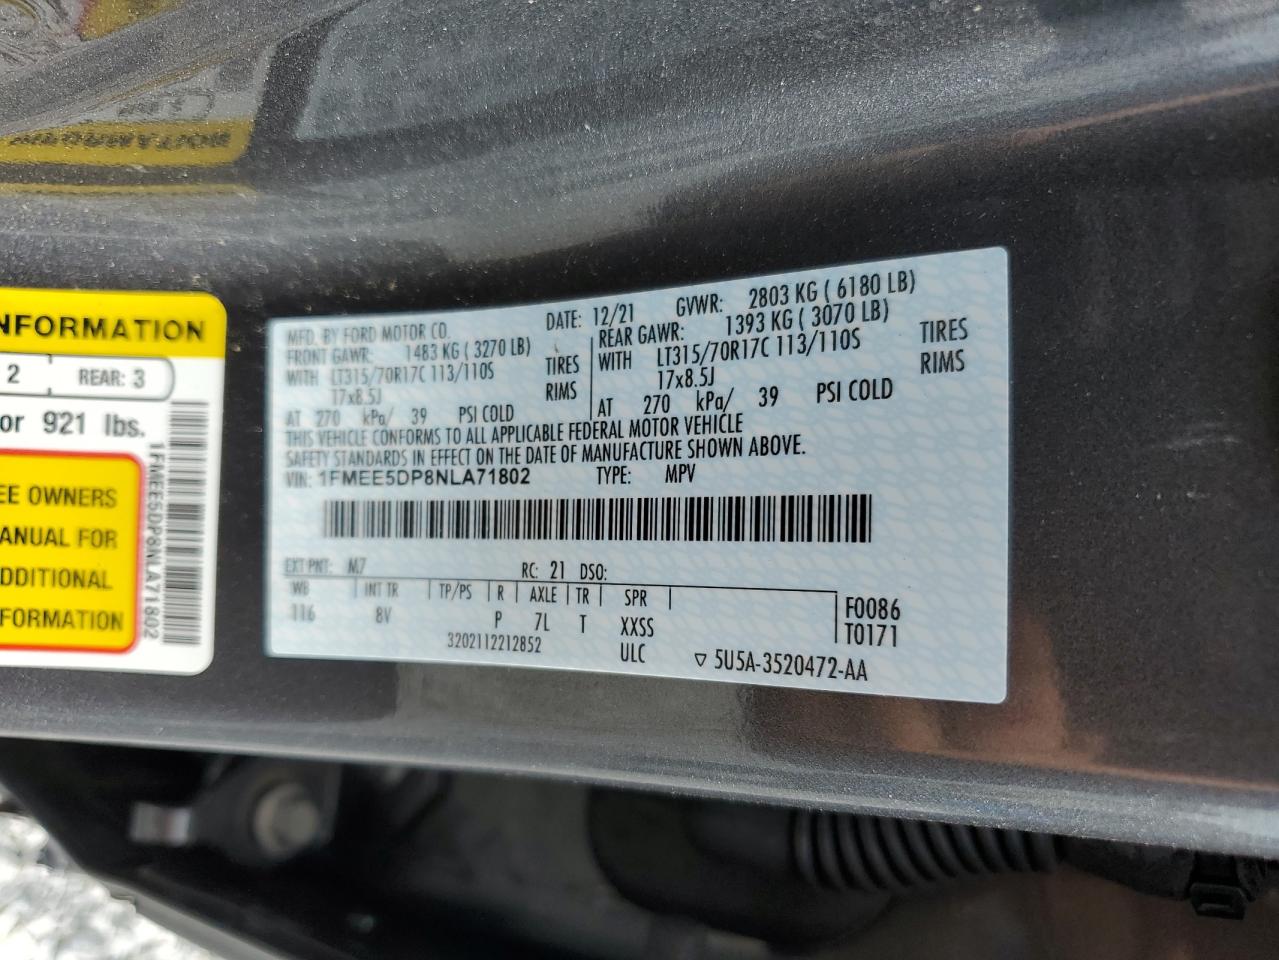 NFORMATION
2 REAR: 3
or 921 lbs.
EE OWNERS
ANUAL FOR
DDITIONAL
FORMATION
1FMEE5DP8NLA71802
MFD. BY FORD MOTOR CO.
DATE: 12/21 GVWR: 2803 KG ( 6180 LB)
FRONT GAWR: 1483 KG ( 3270 LB)
WITH LT315/70R17C 113/110S TIRES
17x8.5J RIMS
AT 270 kPa/ 39 PSI COLD
REAR GAWR: 1393 KG ( 3070 LB)
WITH LT315/70R17C 113/110S TIRES
17x8.5J RIMS
AT 270 kPa/ 39 PSI COLD
THIS VEHICLE CONFORMS TO ALL APPLICABLE FEDERAL MOTOR VEHICLE
SAFETY STANDARDS IN EFFECT ON THE DATE OF MANUFACTURE SHOWN ABOVE.
VIN: 1FMEE5DP8NLA71802 TYPE: MPV
EXT PNT: M7 RC: 21 DSO:
WB INT TR TP/PS R AXLE TR SPR
116 8V P 7L T XXSS
F0086
T0171
3202112212852 ULC ▽ 5U5A-3520472-AA